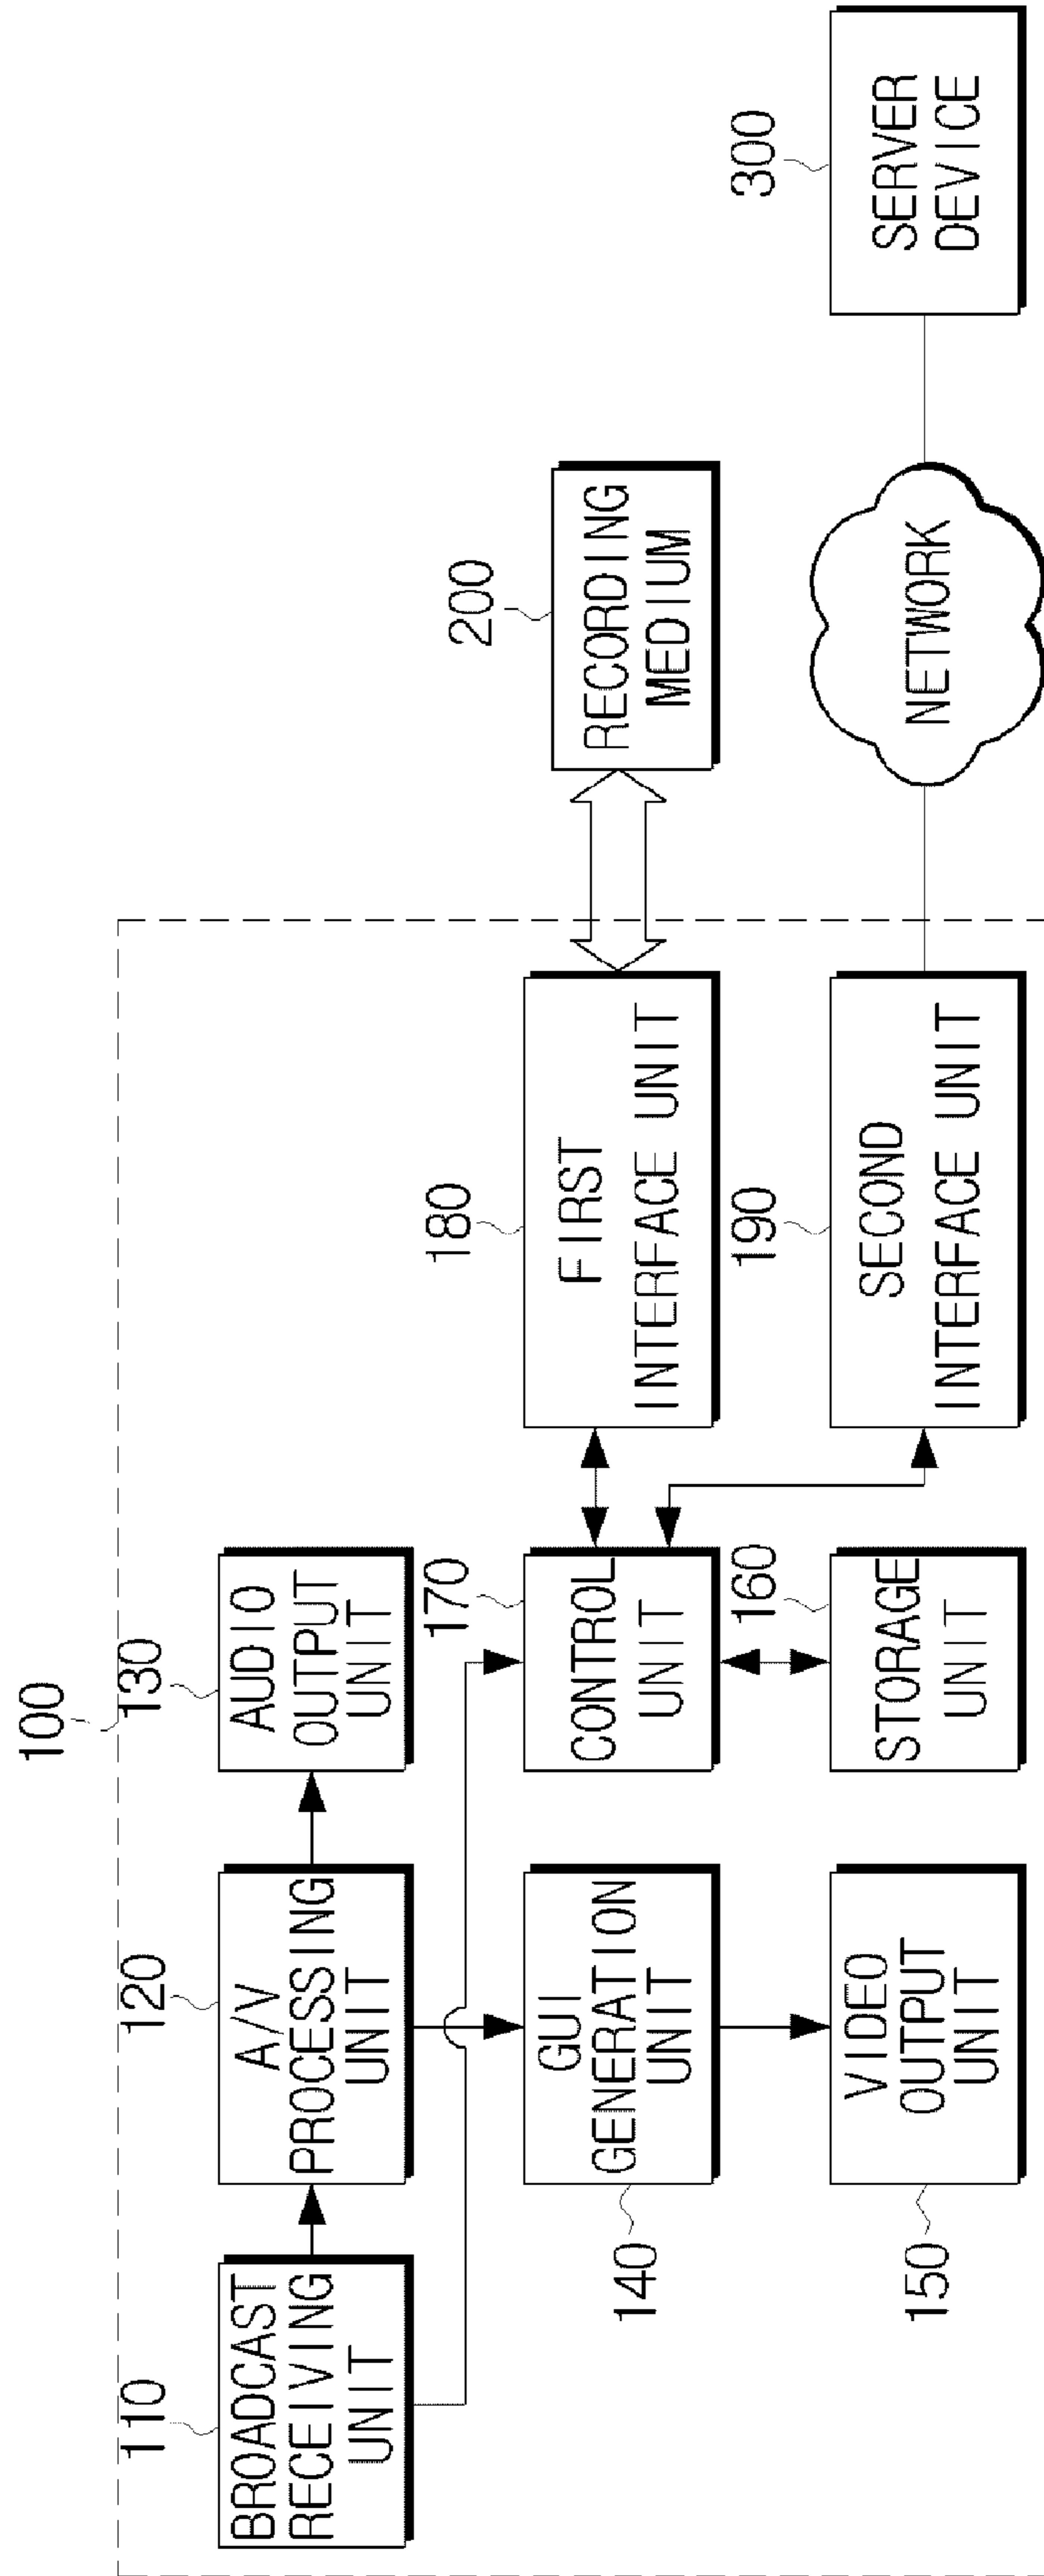 100
110
BROADCAST
RECEIVING
UNIT
120
A/V
PROCESSING
UNIT
130
AUDIO
OUTPUT
UNIT
140
GUI
GENERATION
UNIT
170
CONTROL
UNIT
180
FIRST
INTERFACE UNIT
200
RECORDING
MEDIUM
150
VIDEO
OUTPUT
UNIT
160
STORAGE
UNIT
190
SECOND
INTERFACE UNIT
NETWORK
300
SERVER
DEVICE